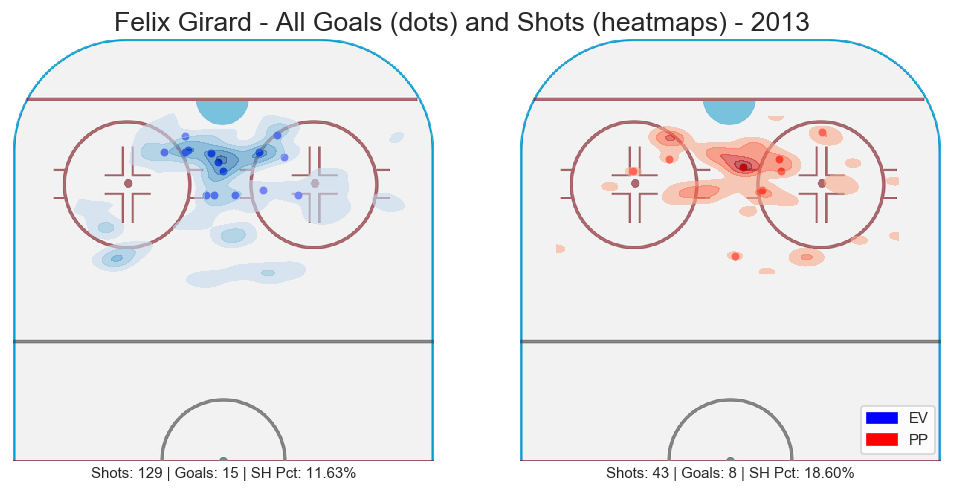 Felix Girard - All Goals (dots) and Shots (heatmaps) - 2013
EV
PP
Shots: 129 | Goals: 15 | SH Pct: 11.63%
Shots: 43 | Goals: 8 | SH Pct: 18.60%